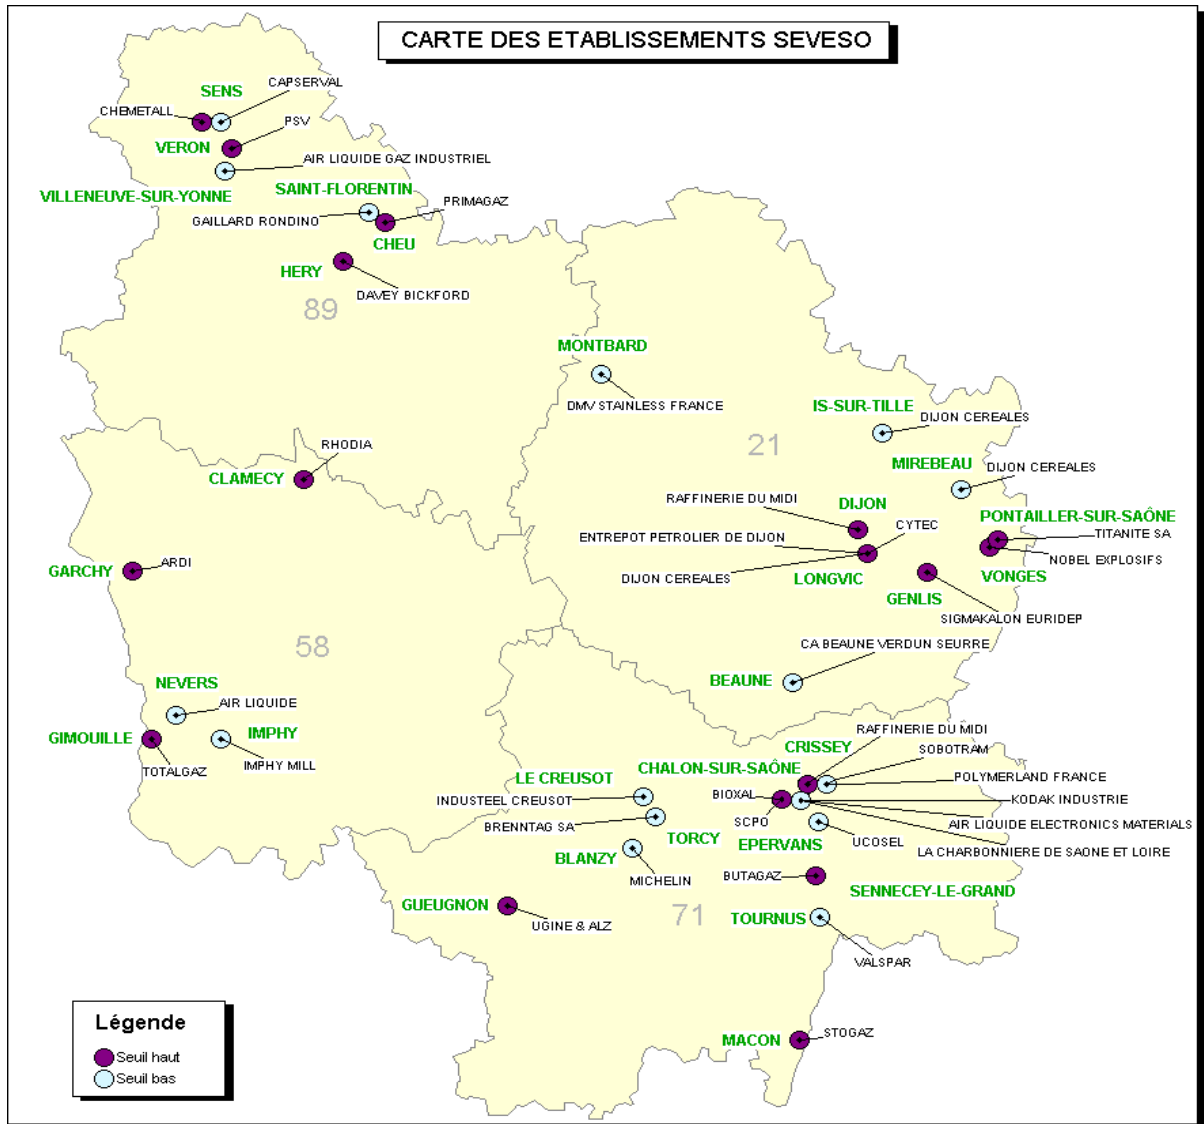 CARTE DES ETABLISSEMENTS SEVESO
SENS
CAPSERVAL
CHEMETALL
PSV
VERON
AIR LIQUIDE GAZ INDUSTRIEL
VILLENEUVE-SUR-YONNE
SAINT-FLORENTIN
PRIMAGAZ
GAILLARD RONDINO
CHEU
HERY
DAVEY BICKFORD
89
MONTBARD
DMV STAINLESS FRANCE
IS-SUR-TILLE
DIJON CEREALES
21
RHODIA
CLAMECY
MIREBEAU
DIJON CEREALES
RAFFINERIE DU MIDI
DIJON
PONTAILLER-SUR-SAÔNE
CYTEC
TITANITE SA
ENTREPOT PETROLIER DE DIJON
NOBEL EXPLOSIFS
ARDI
GARCHY
DIJON CEREALES
LONGVIC
VONGES
GENLIS
SIGMAKALON EURIDEP
58
CA BEAUNE VERDUN SEURRE
BEAUNE
NEVERS
AIR LIQUIDE
GIMOUILLE
IMPHY
TOTALGAZ
IMPHY MILL
RAFFINERIE DU MIDI
CRISSEY
SOBOTRAM
CHALON-SUR-SAÔNE
LE CREUSOT
POLYMERLAND FRANCE
INDUSTEEL CREUSOT
BIOXAL
KODAK INDUSTRIE
BRENNTAG SA
SCPO
AIR LIQUIDE ELECTRONICS MATERIALS
TORCY
EPERVANS
UCOSEL
LA CHARBONNIERE DE SAONE ET LOIRE
BLANZY
MICHELIN
BUTAGAZ
SENNECEY-LE-GRAND
GUEUGNON
71
TOURNUS
UGINE & ALZ
VALSPAR
Légende
Seuil haut
Seuil bas
MACON
STOGAZ